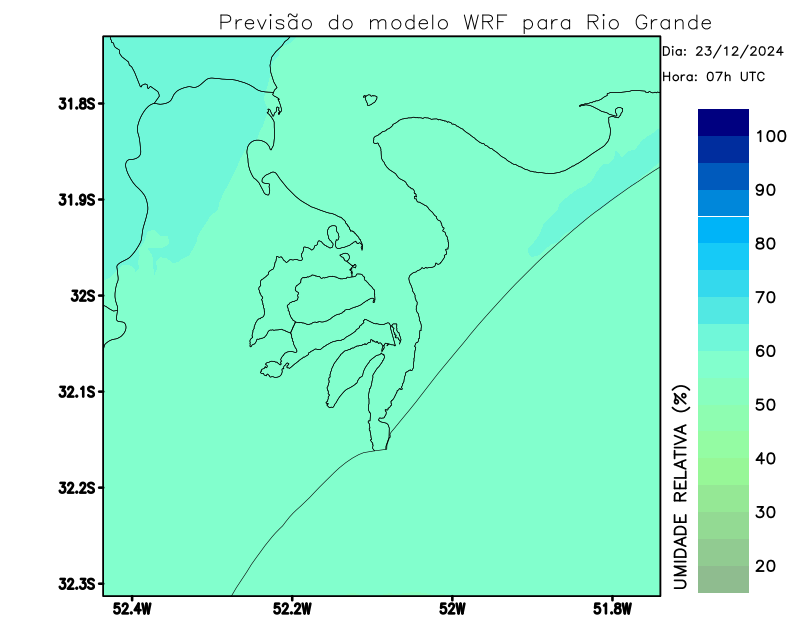 Previsão do modelo WRF para Rio Grande
Dia: 23/12/2024
Hora: 07h UTC
31.8S
31.9S
32S
32.1S
32.2S
32.3S
52.4W
52.2W
52W
51.8W
UMIDADE RELATIVA (%)
100
90
80
70
60
50
40
30
20